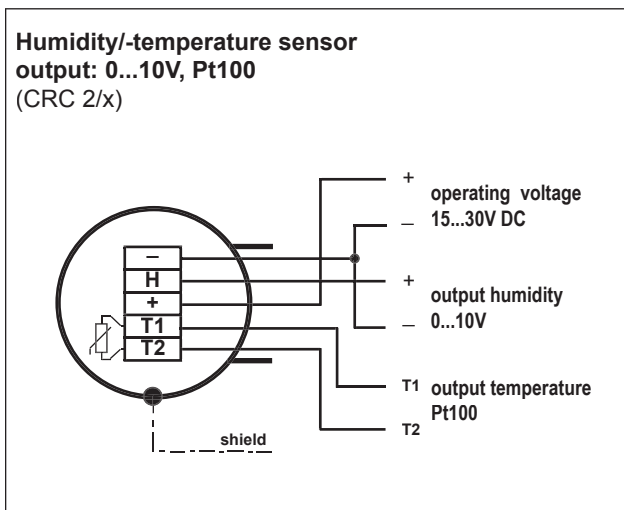 Humidity/-temperature sensor
output: 0...10V, Pt100
(CRC 2/x)
+
operating voltage
15...30V DC
–
–
H
+
T1
T2
+
output humidity
0...10V
–
T1
output temperature
Pt100
T2
shield